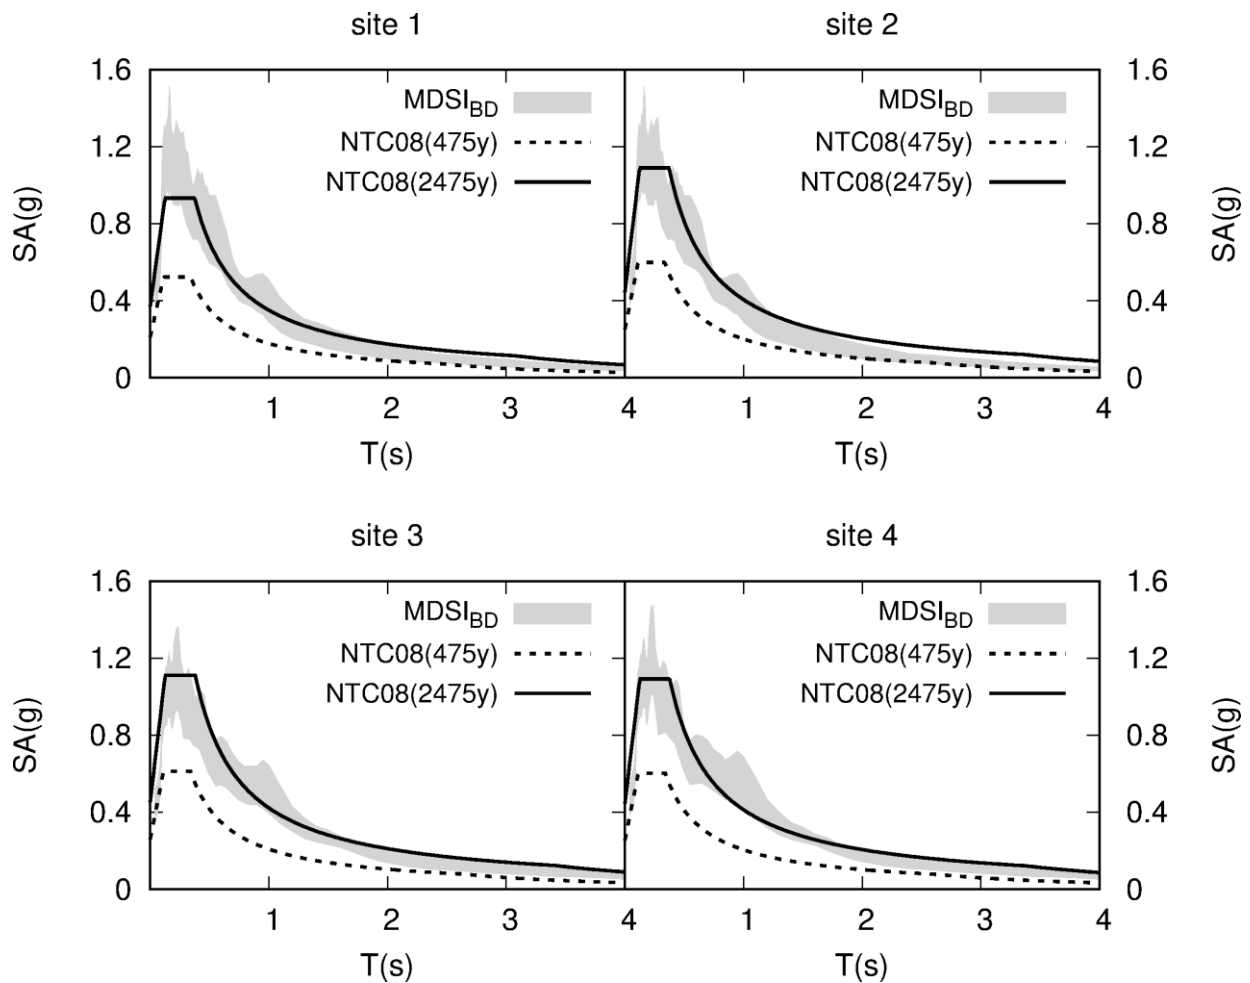 site 1
site 2
1.6
1.2
0.8
0.4
0
SA(g)
MDSI_BD
NTC08(475y)
NTC08(2475y)
MDSI_BD
NTC08(475y)
NTC08(2475y)
1.6
1.2
0.8
0.4
0
SA(g)
1 2 3 4 1 2 3 4
T(s)
T(s)
site 3
site 4
1.6
1.2
0.8
0.4
0
SA(g)
MDSI_BD
NTC08(475y)
NTC08(2475y)
MDSI_BD
NTC08(475y)
NTC08(2475y)
1.6
1.2
0.8
0.4
0
SA(g)
1 2 3 4 1 2 3 4
T(s)
T(s)